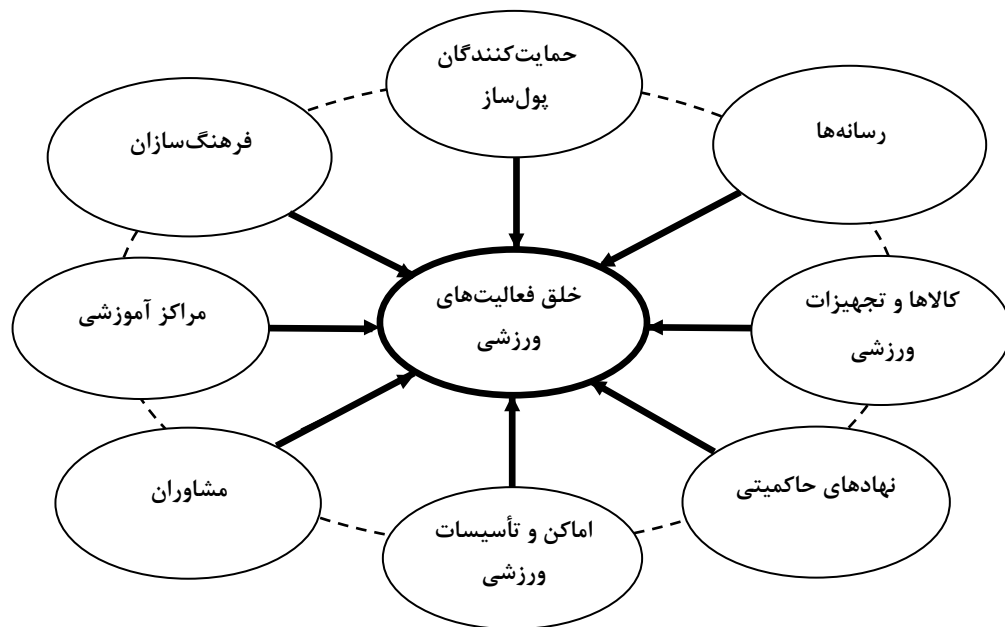 حمایت‌کنندگان
پول‌ساز
رسانه‌ها
فرهنگ‌سازان
خلق فعالیت‌های
ورزشی
کالاها و تجهیزات
ورزشی
مراکز آموزشی
نهادهای حاکمیتی
مشاوران
اماکن و تأسیسات
ورزشی